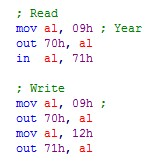 ; Read
mov al, 09h ; Year
out 70h, al
in  al, 71h

; Write
mov al, 09h ;
out 70h, al
mov al, 12h
out 71h, al